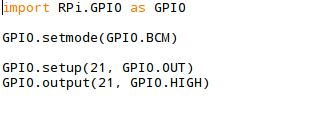 import RPi.GPIO as GPIO
GPIO.setmode(GPIO.BCM)
GPIO.setup(21, GPIO.OUT)
GPIO.output(21, GPIO.HIGH)